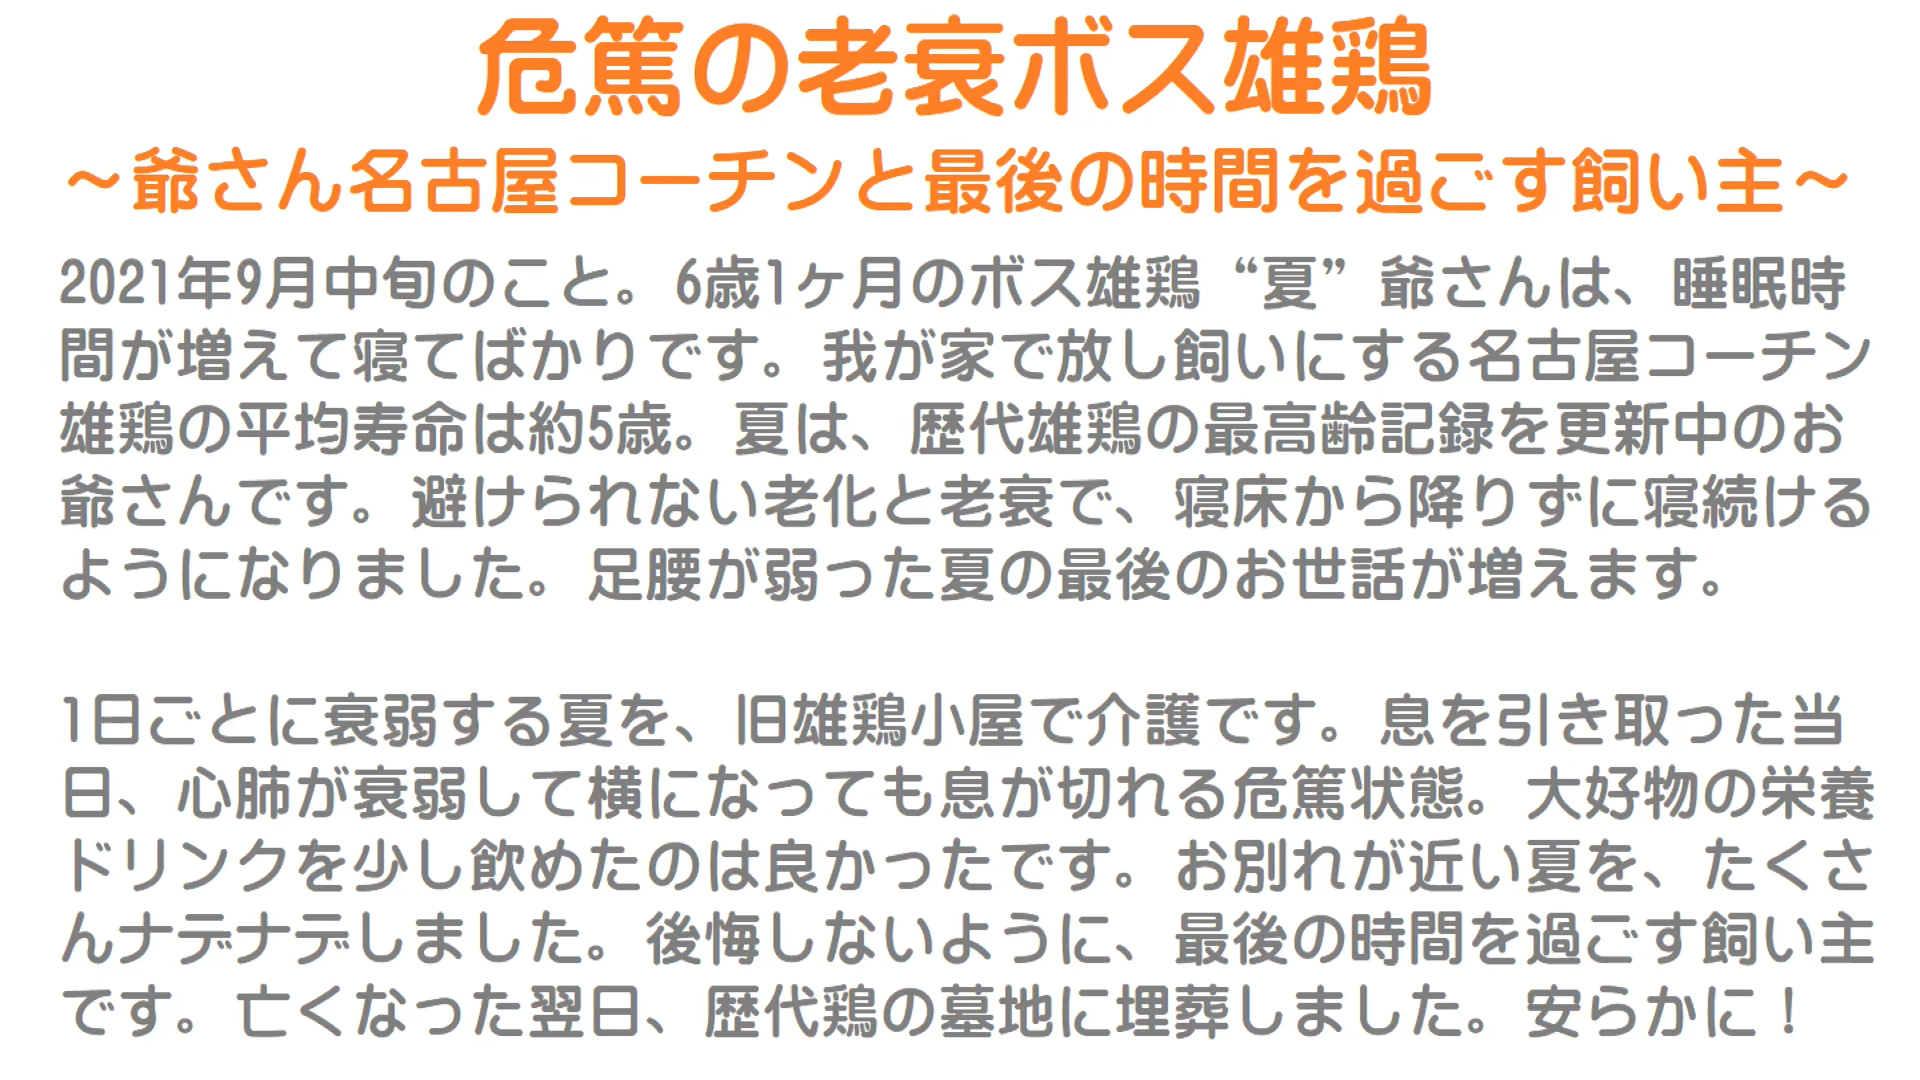 危篤の老衰ボス雄鶏
～爺さん名古屋コーチンと最後の時間を過ごす飼い主～
2021年9月中旬のこと。6歳1ヶ月のボス雄鶏“夏”爺さんは、睡眠時
間が増えて寝てばかりです。我が家で放し飼いにする名古屋コーチン
雄鶏の平均寿命は約5歳。夏は、歴代雄鶏の最高齢記録を更新中のお
爺さんです。避けられない老化と老衰で、寝床から降りずに寝続ける
ようになりました。足腰が弱った夏の最後のお世話が増えます。
1日ごとに衰弱する夏を、旧雄鶏小屋で介護です。息を引き取った当
日、心肺が衰弱して横になっても息が切れる危篤状態。大好物の栄養
ドリンクを少し飲めたのは良かったです。お別れが近い夏を、たくさ
んナデナデしました。後悔しないように、最後の時間を過ごす飼い主
です。亡くなった翌日、歴代鶏の墓地に埋葬しました。安らかに！